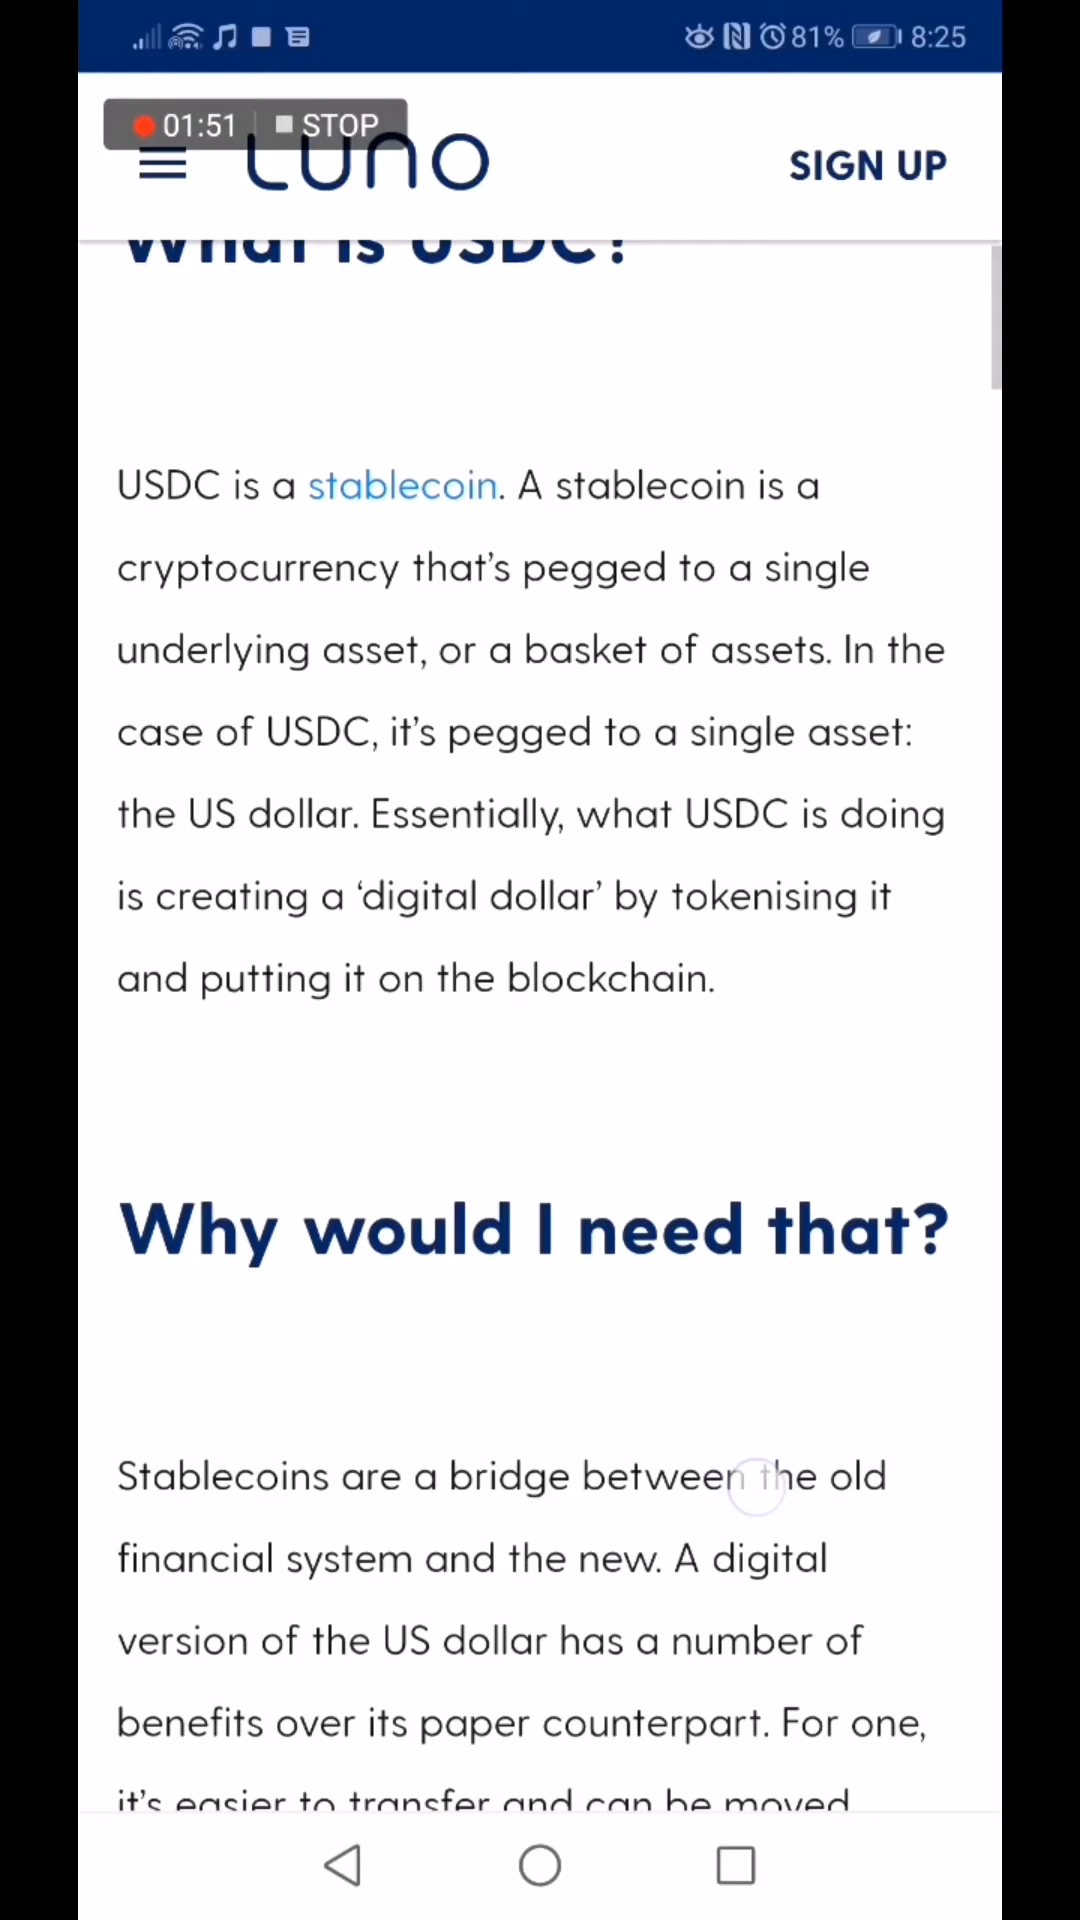 81% 8:25
01:51 STOP
LUNO
SIGN UP
What is USDC?
USDC is a stablecoin. A stablecoin is a
cryptocurrency that’s pegged to a single
underlying asset, or a basket of assets. In the
case of USDC, it’s pegged to a single asset:
the US dollar. Essentially, what USDC is doing
is creating a ‘digital dollar’ by tokenising it
and putting it on the blockchain.
Why would I need that?
Stablecoins are a bridge between the old
financial system and the new. A digital
version of the US dollar has a number of
benefits over its paper counterpart. For one,
it’s easier to transfer and can be moved